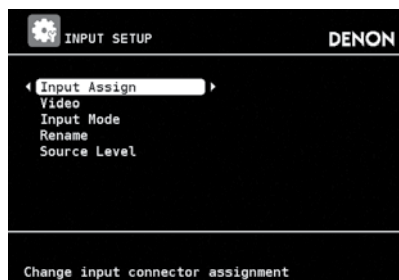 INPUT SETUP
DENON
Input Assign
Video
Input Mode
Rename
Source Level
Change input connector assignment